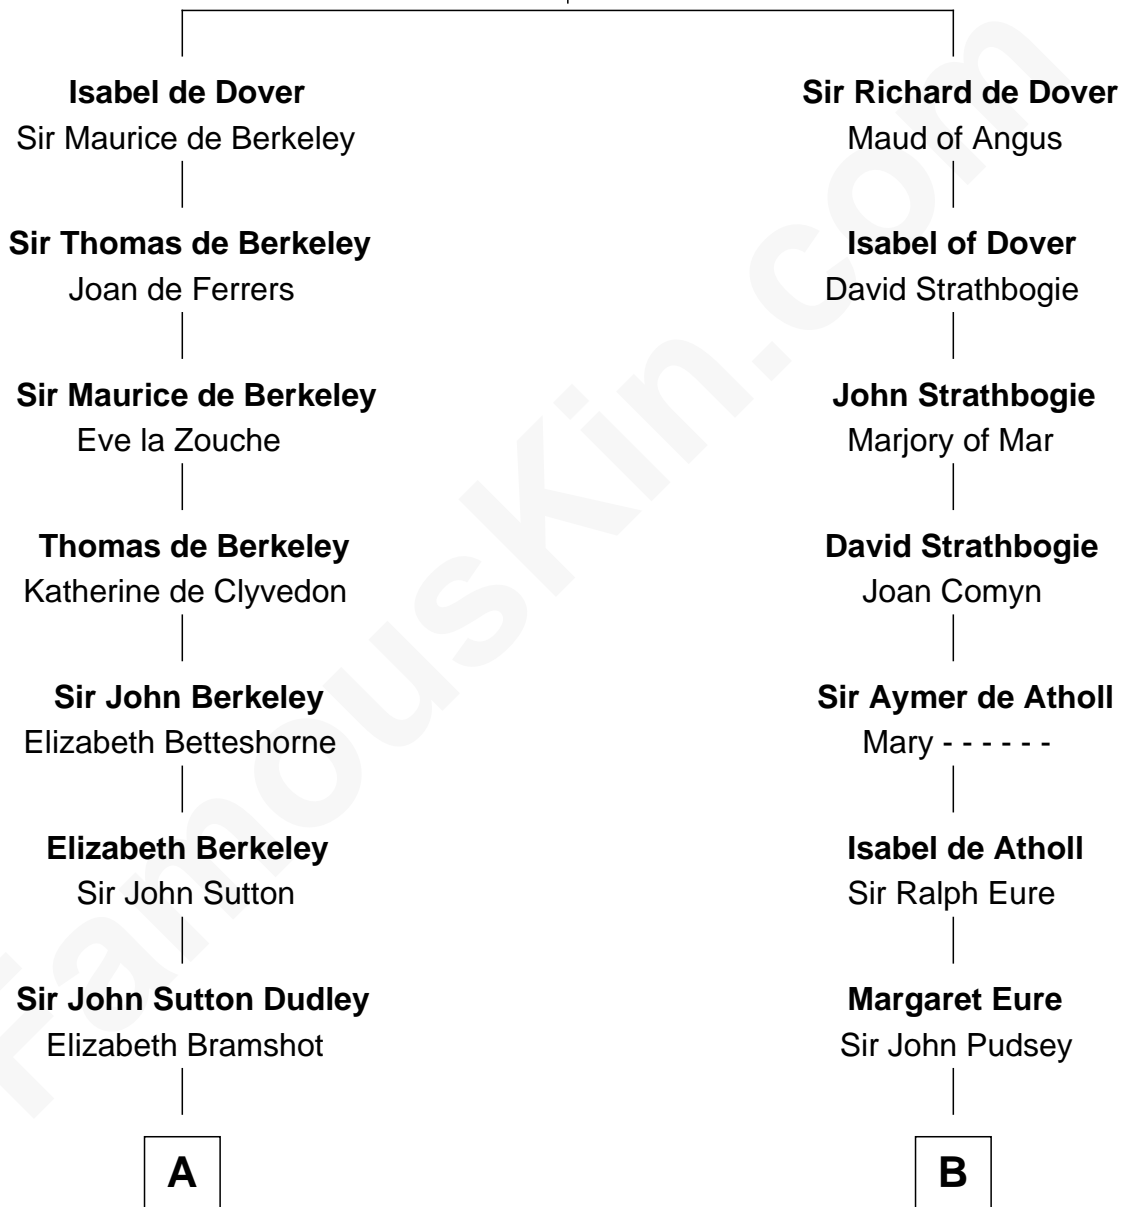 Isabel de Dover
Sir Maurice de Berkeley
Sir Thomas de Berkeley
Joan de Ferrers
Sir Maurice de Berkeley
Eve la Zouche
Thomas de Berkeley
Katherine de Clyvedon
Sir John Berkeley
Elizabeth Betteshorne
Elizabeth Berkeley
Sir John Sutton
Sir John Sutton Dudley
Elizabeth Bramshot
A
Sir Richard de Dover
Maud of Angus
Isabel of Dover
David Strathbogie
John Strathbogie
Marjory of Mar
David Strathbogie
Joan Comyn
Sir Aymer de Atholl
Mary - - - - - -
Isabel de Atholl
Sir Ralph Eure
Margaret Eure
Sir John Pudsey
B
FamousKin.com